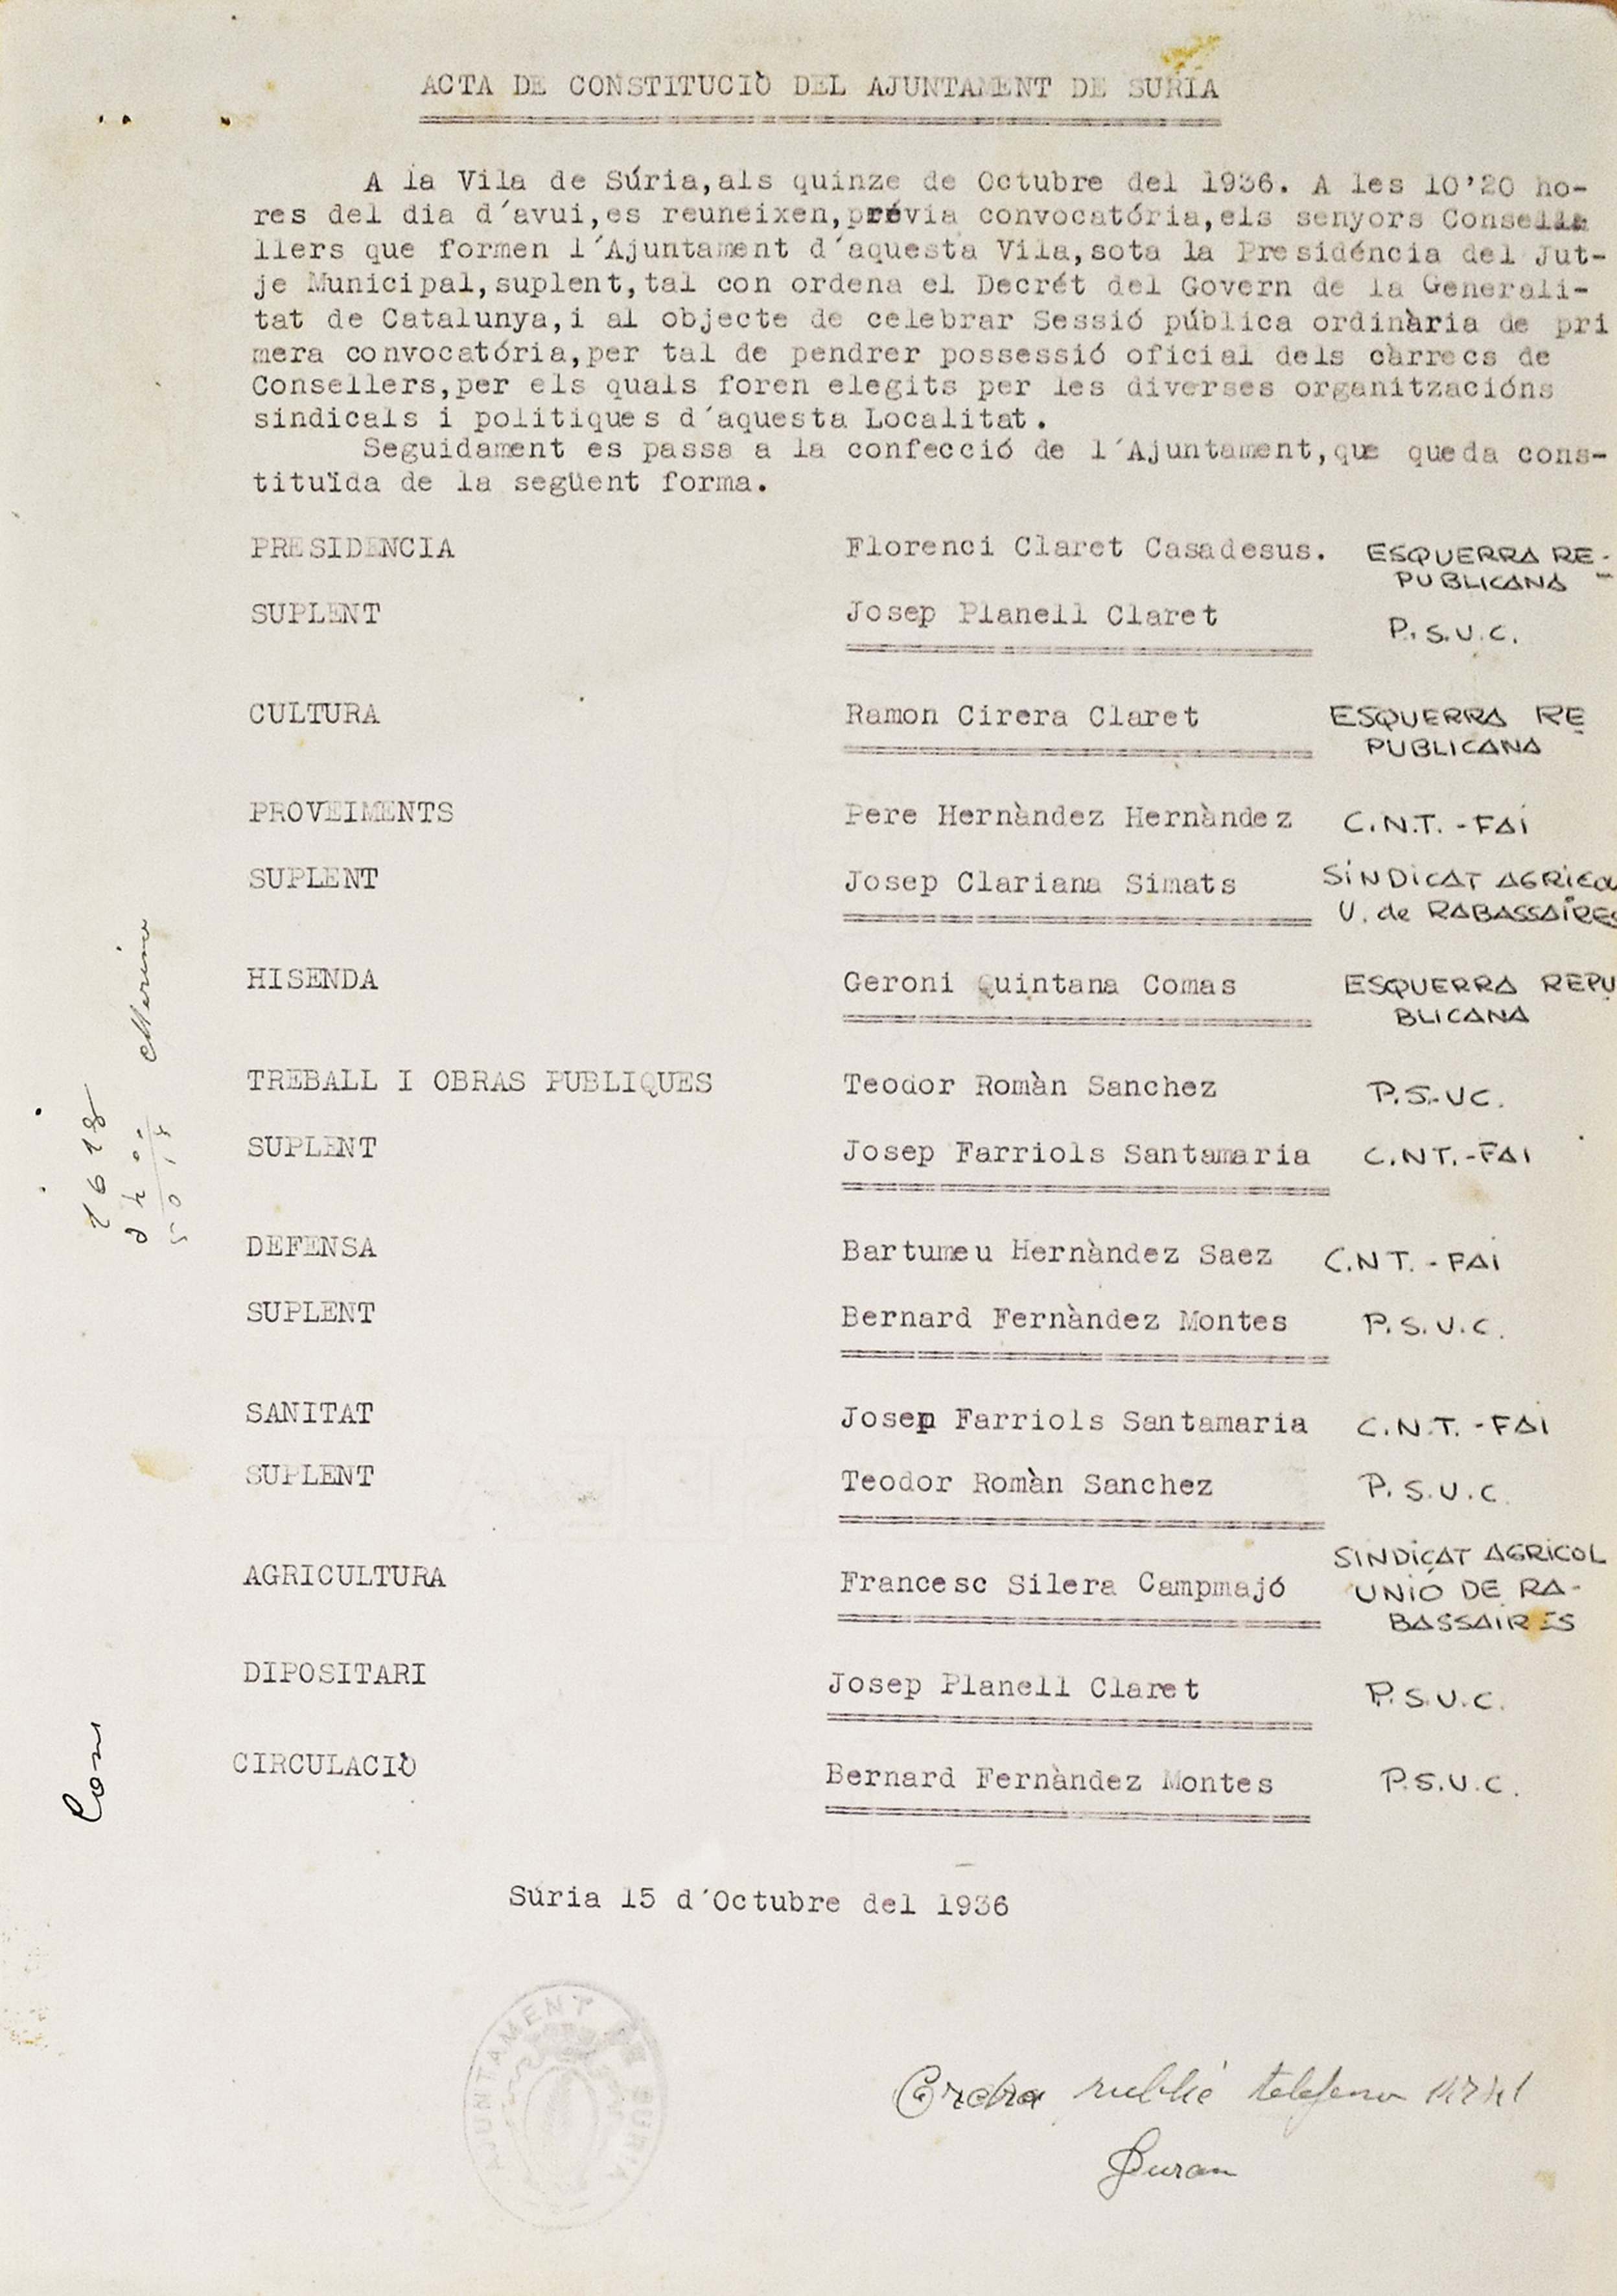 ACTA DE CONSTITUCIÒ DEL AJUNTAMENT DE SURIA
A la Vila de Súria,als quinze de Octubre del 1936. A les 10'20 ho-
res del dia d´avui,es reuneixen,prévia convocatória,els senyors Conselle
llers que formen l´Ajuntament d´aquesta Vila,sota la Presidéncia del Jut-
je Municipal,suplent,tal con ordena el Decrét del Govern de la Generali-
tat de Catalunya,i al objecte de celebrar Sessió pública ordinària de pri
mera convocatória,per tal de pendrer possessió oficial dels càrrecs de
Consellers,per els quals foren elegits per les diverses organitzacións
sindicals i politiques d´aquesta Localitat.
Seguidament es passa a la confecció de l´Ajuntament,que queda cons-
tituïda de la següent forma.
PRESIDENCIA Florenci Claret Casadesus. ESQUERRA RE-
PUBLICANA
SUPLENT Josep Planell Claret P.S.U.C.
CULTURA Ramon Cirera Claret ESQUERRA RE
PUBLICANA
PROVEIMENTS Pere Hernàndez Hernàndez C.N.T.-FAI
SUPLENT Josep Clariana Simats SINDICAT AGRICOL
U. de RABASSAIRES
HISENDA Geroni Quintana Comas ESQUERRA REPU
BLICANA
TREBALL I OBRAS PUBLIQUES Teodor Romàn Sanchez P.S.-UC.
SUPLENT Josep Farriols Santamaria C.NT.-FAI
DEFENSA Bartumeu Hernàndez Saez C.NT.-FAI
SUPLENT Bernard Fernàndez Montes P.S.U.C.
SANITAT Josep Farriols Santamaria C.N.T.-FAI
SUPLENT Teodor Romàn Sanchez P.S.U.C.
AGRICULTURA Francesc Silera Campmajó SINDICAT AGRICOL
UNIÓ DE RA-
BASSAIRES
DIPOSITARI Josep Planell Claret P.S.U.C.
CIRCULACIÒ Bernard Fernàndez Montes P.S.U.C.
Súria 15 d´Octubre del 1936
AJUNTAMENT DE SURIA
telefeno
Duran
Merino